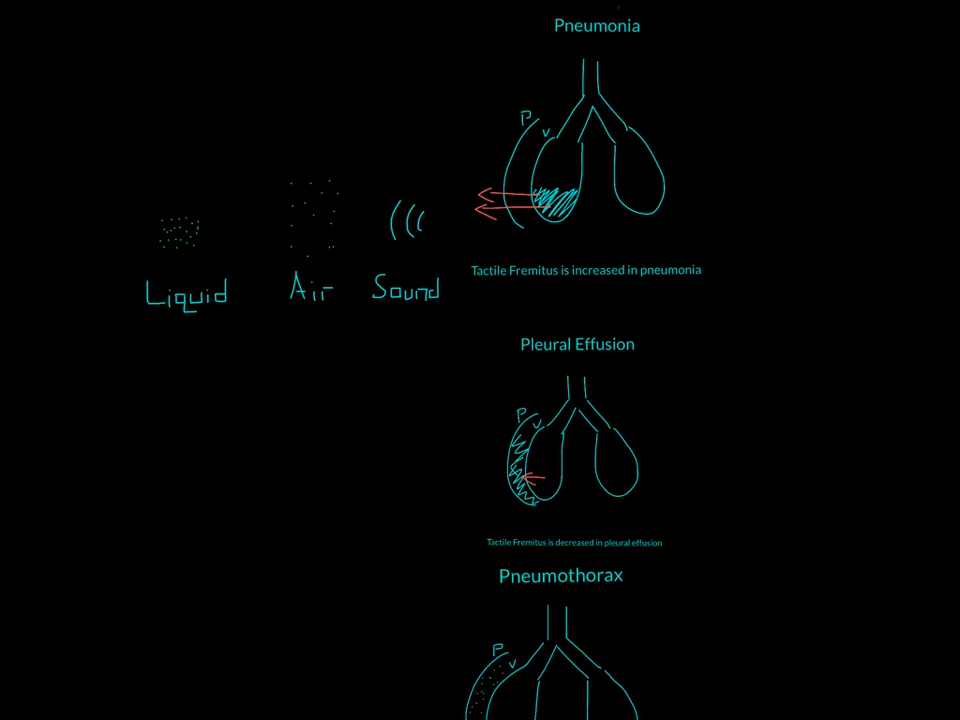 Pneumonia
P
v
Liquid
Air
Sound
Tactile Fremitus is increased in pneumonia
Pleural Effusion
P
v
Tactile Fremitus is decreased in pleural effusion
Pneumothorax
P
v